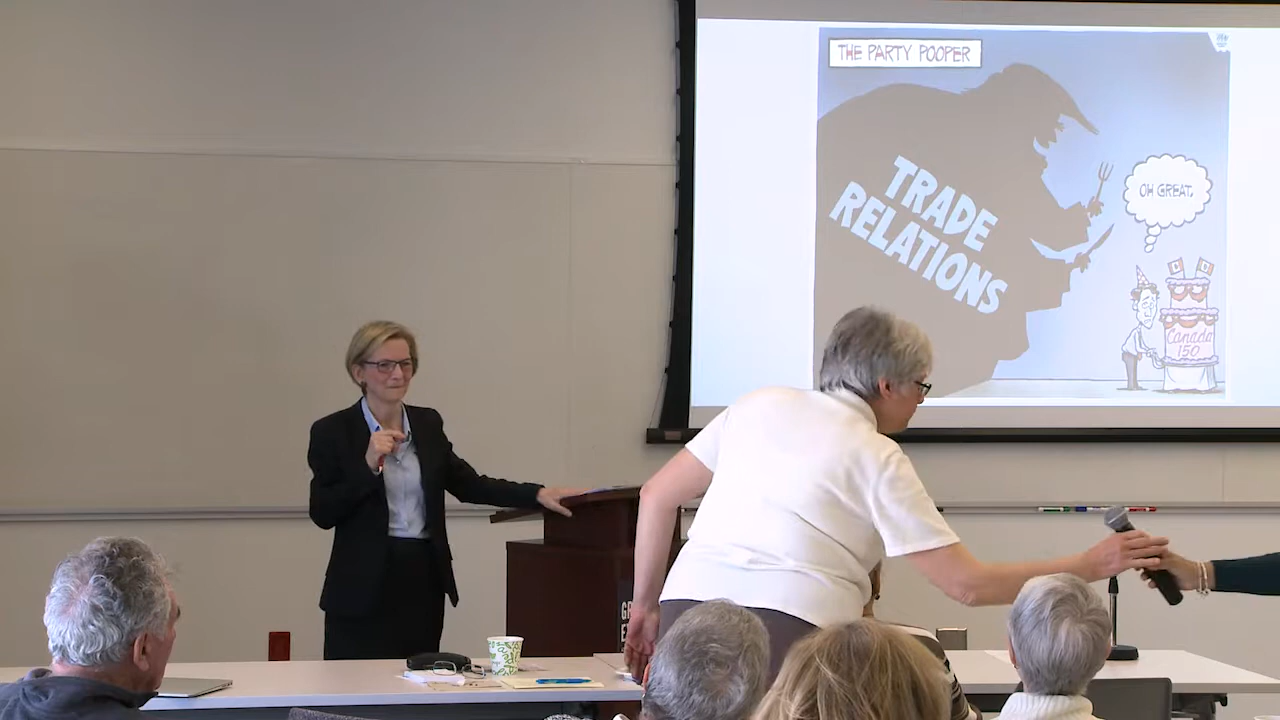 THE PARTY POOPER
TRADE
RELATIONS
OH GREAT.
Canada
150